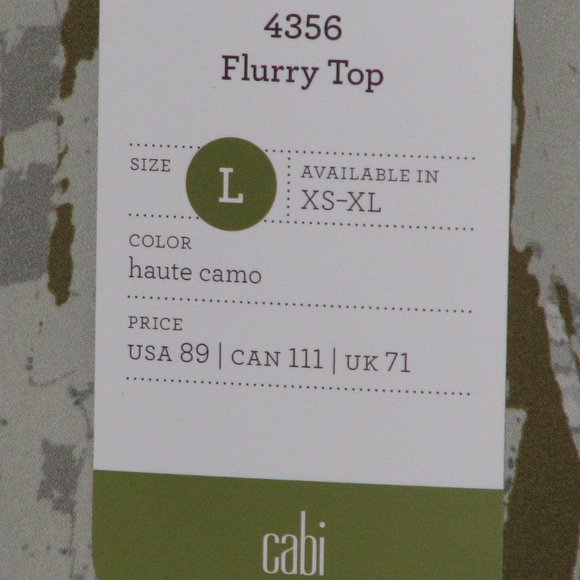 4356
Flurry Top
SIZE L AVAILABLE IN
XS-XL
COLOR
haute camo
PRICE
USA 89 | CAN 111 | UK 71
cabi